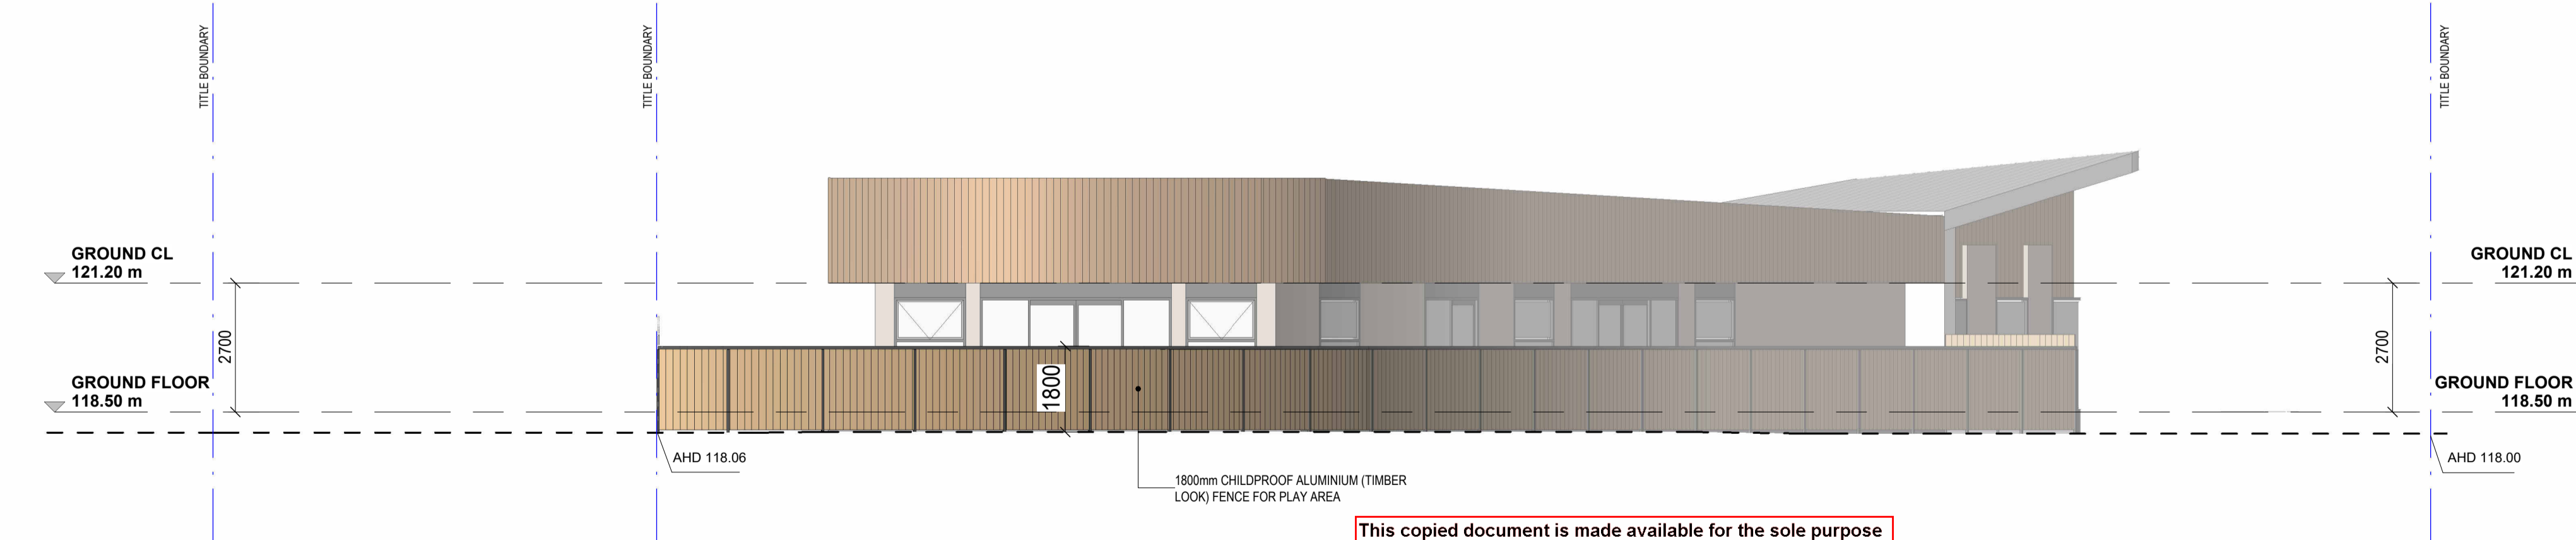 TITLE BOUNDARY
TITLE BOUNDARY
TITLE BOUNDARY
GROUND CL
121.20 m
GROUND CL
121.20 m
2700
2700
GROUND FLOOR
118.50 m
1800
GROUND FLOOR
118.50 m
AHD 118.06
AHD 118.00
1800mm CHILDPROOF ALUMINIUM (TIMBER
LOOK) FENCE FOR PLAY AREA
This copied document is made available for the sole purpose